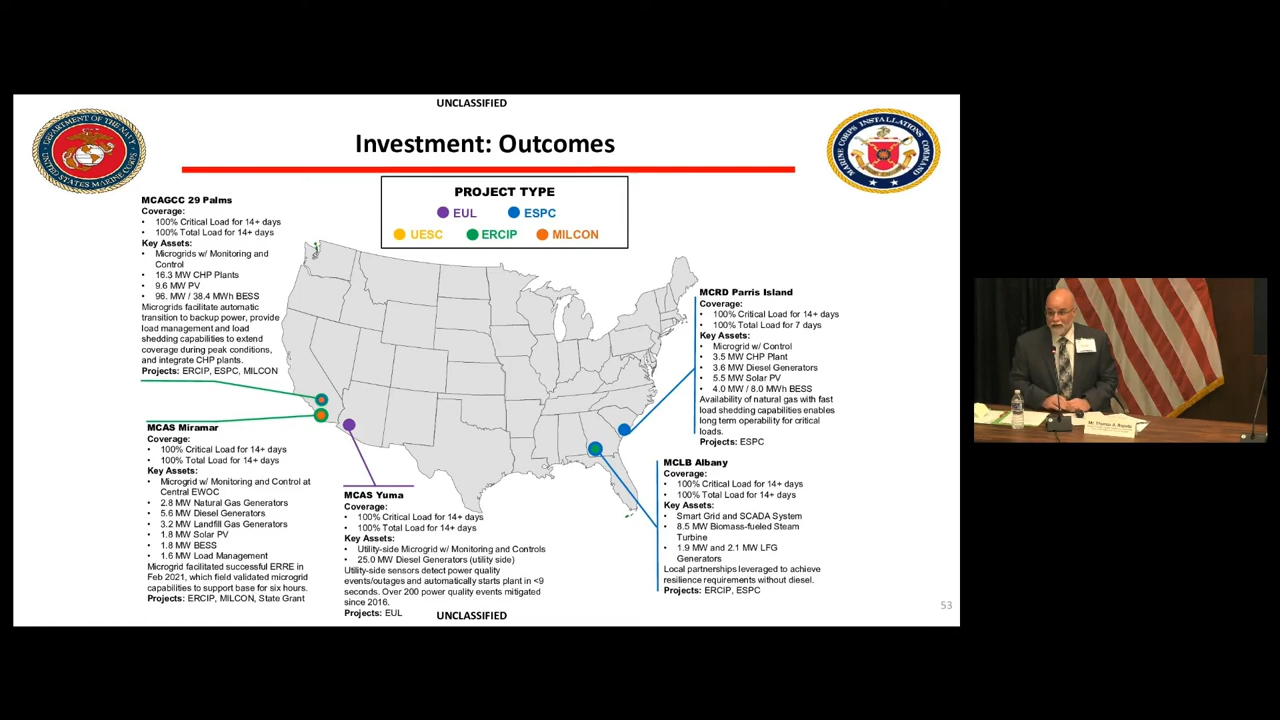 UNCLASSIFIED
DEPARTMENT OF THE NAVY
UNITED STATES MARINE CORPS
Investment: Outcomes
MARINE CORPS INSTALLATIONS COMMAND
PROJECT TYPE
EUL
ESPC
UESC
ERCIP
MILCON
MCAGCC 29 Palms
Coverage:
• 100% Critical Load for 14+ days
• 100% Total Load for 14+ days
Key Assets:
• Microgrids w/ Monitoring and
Control
• 16.3 MW CHP Plants
• 9.6 MW PV
• 96. MW / 38.4 MWh BESS
Microgrids facilitate automatic
transition to backup power, provide
load management and load
shedding capabilities to extend
coverage during peak conditions,
and integrate CHP plants.
Projects: ERCIP, ESPC, MILCON
MCAS Miramar
Coverage:
• 100% Critical Load for 14+ days
• 100% Total Load for 14+ days
Key Assets:
• Microgrid w/ Monitoring and Control at
Central EWOC
• 2.8 MW Natural Gas Generators
• 5.6 MW Diesel Generators
• 3.2 MW Landfill Gas Generators
• 1.8 MW Solar PV
• 1.8 MW BESS
• 1.6 MW Load Management
Microgrid facilitated successful ERRE in
Feb 2021, which field validated microgrid
capabilities to support base for six hours.
Projects: ERCIP, MILCON, State Grant
MCAS Yuma
Coverage:
• 100% Critical Load for 14+ days
• 100% Total Load for 14+ days
Key Assets:
• Utility-side Microgrid w/ Monitoring and Controls
• 25.0 MW Diesel Generators (utility side)
Utility-side sensors detect power quality
events/outages and automatically starts plant in <9
seconds. Over 200 power quality events mitigated
since 2016.
Projects: EUL
MCRD Parris Island
Coverage:
• 100% Critical Load for 14+ days
• 100% Total Load for 7 days
Key Assets:
• Microgrid w/ Control
• 3.5 MW CHP Plant
• 3.6 MW Diesel Generators
• 5.5 MW Solar PV
• 4.0 MW / 8.0 MWh BESS
Availability of natural gas with fast
load shedding capabilities enables
long term operability for critical
loads.
Projects: ESPC
MCLB Albany
Coverage:
• 100% Critical Load for 14+ days
• 100% Total Load for 14+ days
Key Assets:
• Smart Grid and SCADA System
• 8.5 MW Biomass-fueled Steam
Turbine
• 1.9 MW and 2.1 MW LFG
Generators
Local partnerships leveraged to achieve
resilience requirements without diesel.
Projects: ERCIP, ESPC
53
UNCLASSIFIED